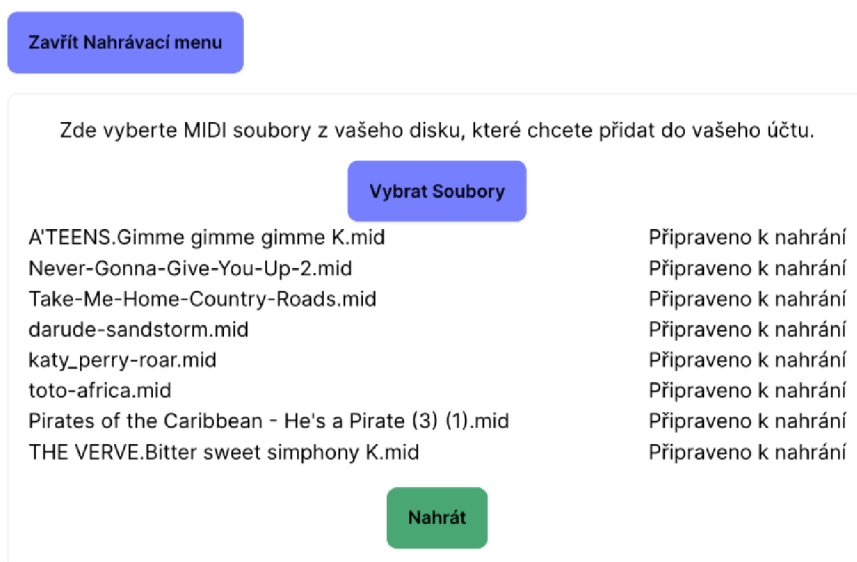 Zavřít Nahrávací menu
Zde vyberte MIDI soubory z vašeho disku, které chcete přidat do vašeho účtu.
Vybrat Soubory
A'TEENS.Gimme gimme gimme K.mid Připraveno k nahrání
Never-Gonna-Give-You-Up-2.mid Připraveno k nahrání
Take-Me-Home-Country-Roads.mid Připraveno k nahrání
darude-sandstorm.mid Připraveno k nahrání
katy_perry-roar.mid Připraveno k nahrání
toto-africa.mid Připraveno k nahrání
Pirates of the Caribbean - He's a Pirate (3) (1).mid Připraveno k nahrání
THE VERVE.Bitter sweet simphony K.mid Připraveno k nahrání
Nahrát